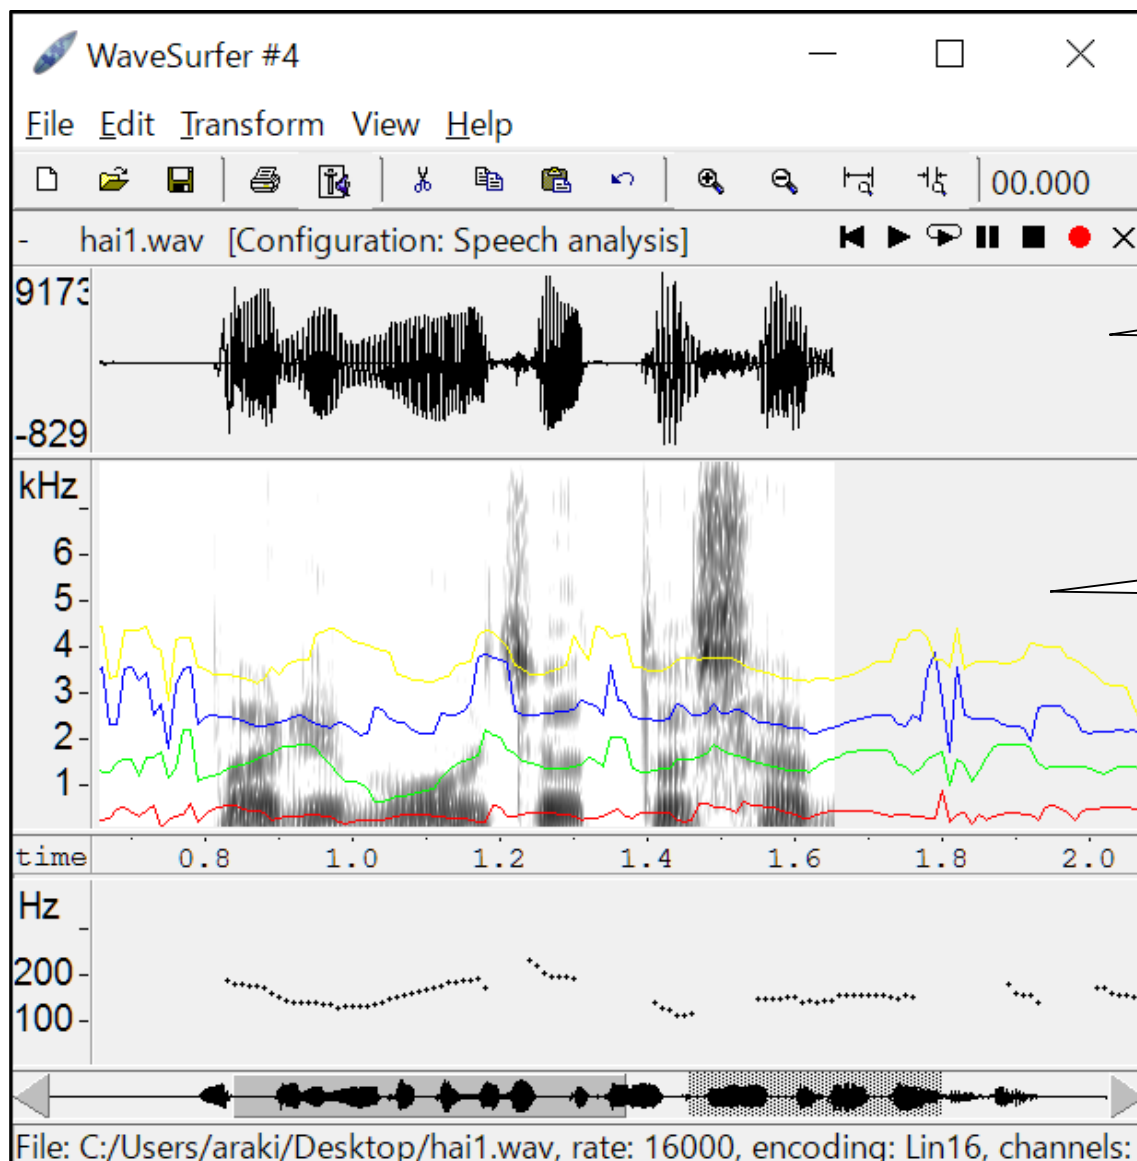 WaveSurfer #4
File Edit Transform View Help
00.000
- hai1.wav [Configuration: Speech analysis]
9173
-829
kHz
6
5
4
3
2
1
time 0.8 1.0 1.2 1.4 1.6 1.8 2.0
Hz
200
100
File: C:/Users/araki/Desktop/hai1.wav, rate: 16000, encoding: Lin16, channels: